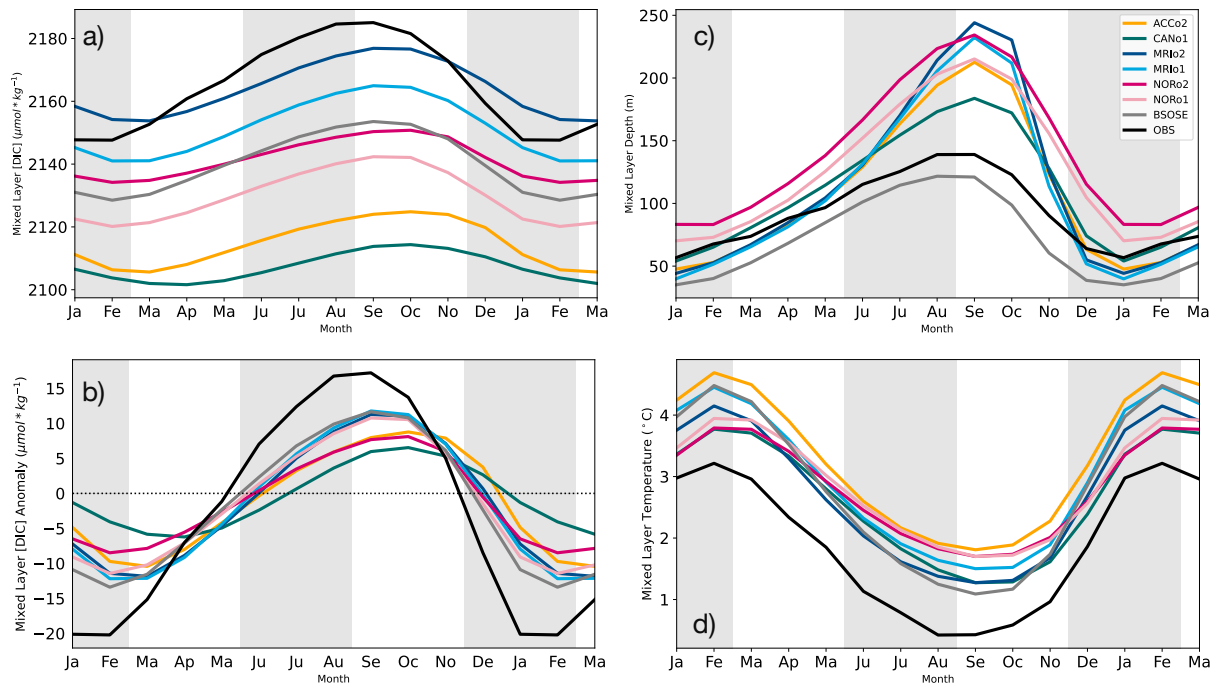 a)
Mixed Layer [DIC] (μmol * kg⁻¹)
2180
2160
2140
2120
2100
Ja Fe Ma Ap Ma Ju Ju Au Se Oc No De Ja Fe Ma
Month
c)
Mixed Layer Depth (m)
250
200
150
100
50
ACCo2
CANo1
MRIo2
MRIo1
NORo2
NORo1
BSOSE
OBS
Ja Fe Ma Ap Ma Ju Ju Au Se Oc No De Ja Fe Ma
Month
b)
Mixed Layer [DIC] Anomaly (μmol * kg⁻¹)
15
10
5
0
−5
−10
−15
−20
Ja Fe Ma Ap Ma Ju Ju Au Se Oc No De Ja Fe Ma
Month
d)
Mixed Layer Temperature (°C)
4
3
2
1
Ja Fe Ma Ap Ma Ju Ju Au Se Oc No De Ja Fe Ma
Month